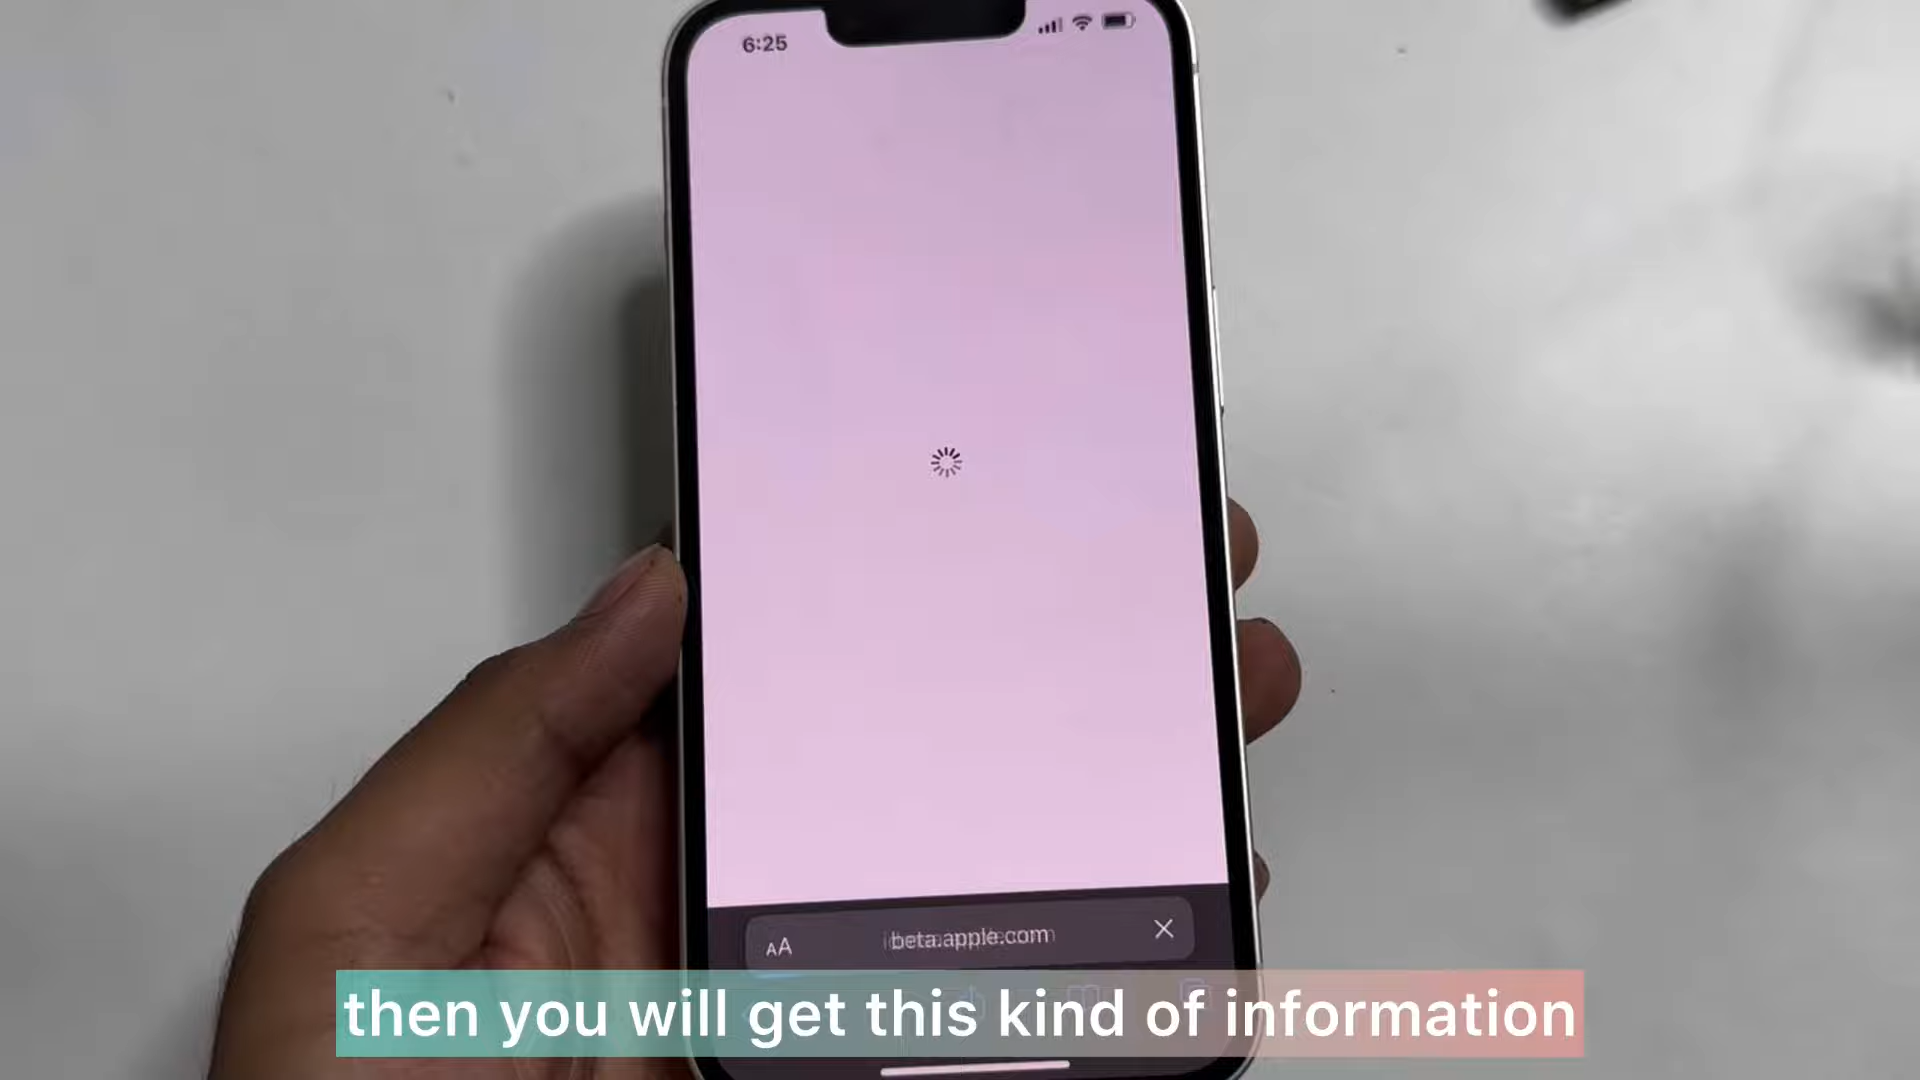 6:25
AA beta.apple.com
then you will get this kind of information